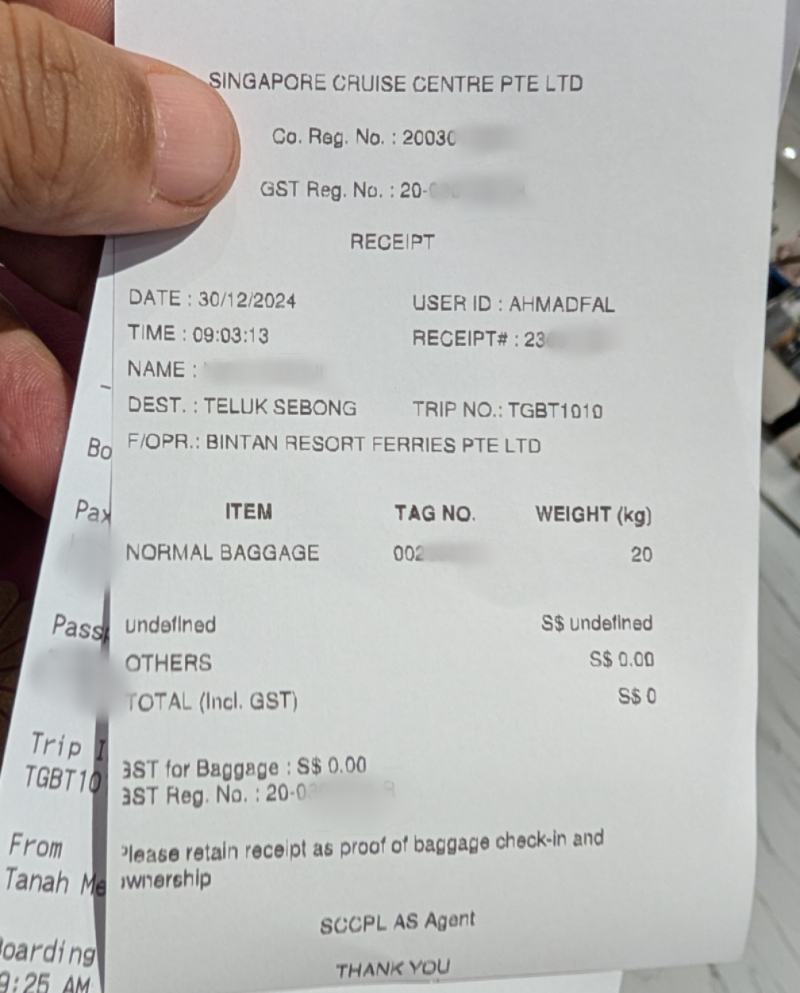 SINGAPORE CRUISE CENTRE PTE LTD
Co. Reg. No. : 20030
GST Reg. No. : 20-
RECEIPT
DATE : 30/12/2024 USER ID : AHMADFAL
TIME : 09:03:13 RECEIPT# : 23
NAME :
DEST. : TELUK SEBONG TRIP NO.: TGBT1010
F/OPR.: BINTAN RESORT FERRIES PTE LTD
ITEM TAG NO. WEIGHT (kg)
NORMAL BAGGAGE 002 20
undefined S$ undefined
OTHERS S$ 0.00
TOTAL (Incl. GST) S$ 0
GST for Baggage : S$ 0.00
GST Reg. No. : 20-0
Please retain receipt as proof of baggage check-in and
ownership
SCCPL AS Agent
THANK YOU
Bo
Pax
Pass
Trip I
TGBT10
From
Tanah Me
Boarding
9:25 AM